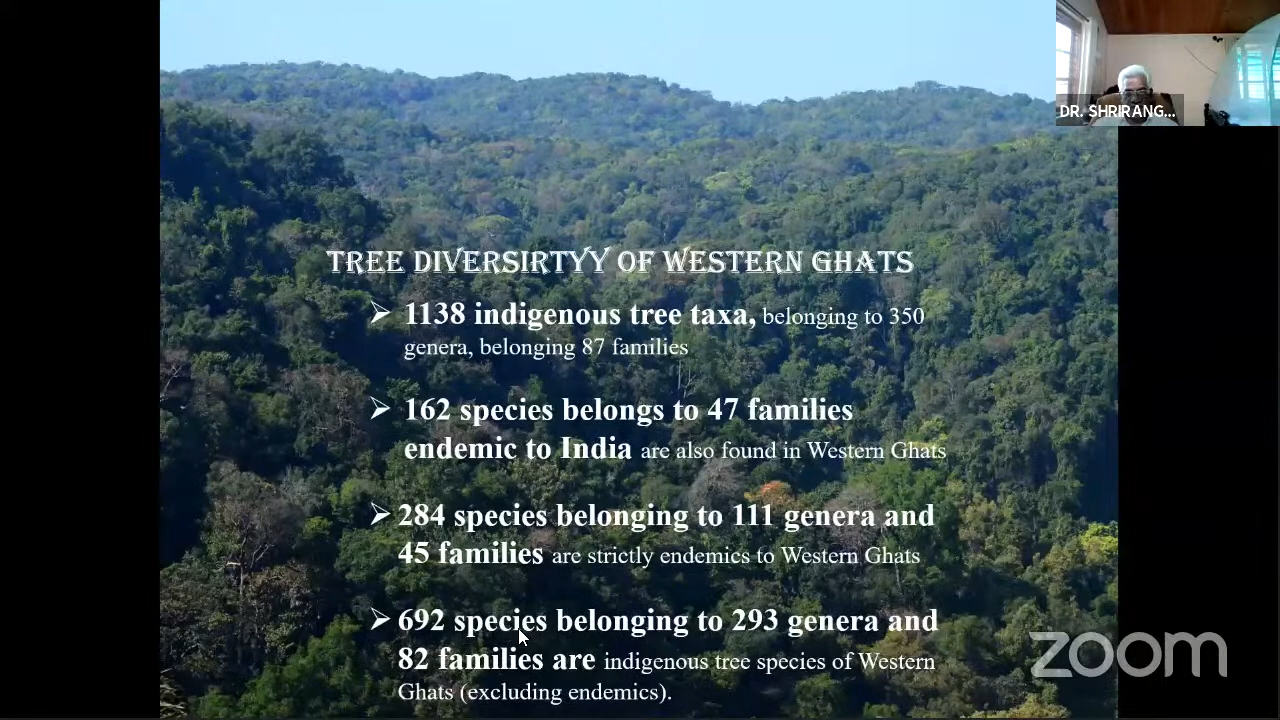 DR. SHRIRANG...
TREE DIVERSIRTYY OF WESTERN GHATS
➢ 1138 indigenous tree taxa, belonging to 350
genera, belonging 87 families
➢ 162 species belongs to 47 families
endemic to India are also found in Western Ghats
➢ 284 species belonging to 111 genera and
45 families are strictly endemics to Western Ghats
➢ 692 species belonging to 293 genera and
82 families are indigenous tree species of Western
Ghats (excluding endemics).
zoom